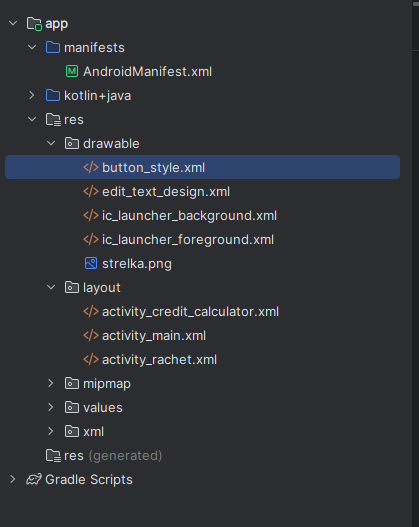 app
manifests
AndroidManifest.xml
kotlin+java
res
drawable
button_style.xml
edit_text_design.xml
ic_launcher_background.xml
ic_launcher_foreground.xml
strelka.png
layout
activity_credit_calculator.xml
activity_main.xml
activity_rachet.xml
mipmap
values
xml
res (generated)
Gradle Scripts